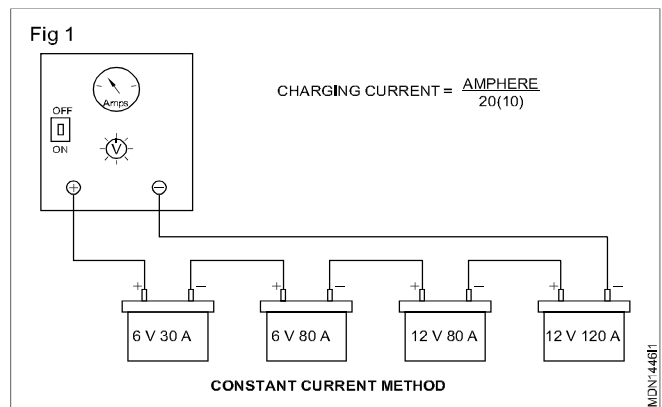 Fig 1
Amps
OFF
ON
V
CHARGING CURRENT = AMPHERE
20(10)
+ −
+ − + − + − + −
6 V 30 A 6 V 80 A 12 V 80 A 12 V 120 A
CONSTANT CURRENT METHOD
MDN1446I1